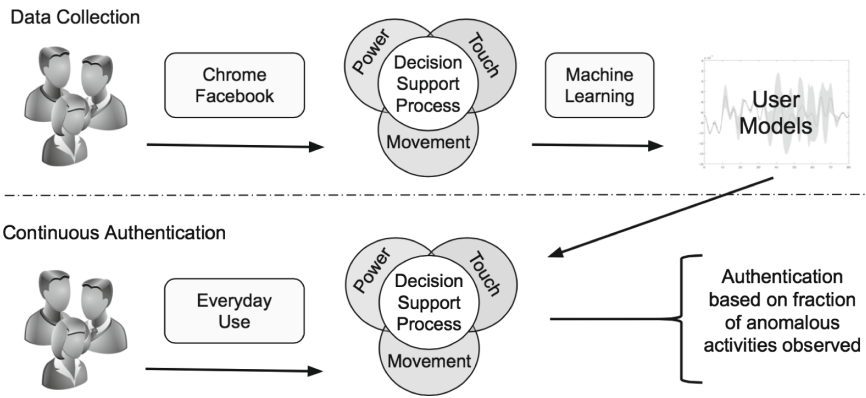 Data Collection
Chrome
Facebook
Power
Touch
Decision
Support
Process
Movement
Machine
Learning
User
Models
Continuous Authentication
Everyday
Use
Power
Touch
Decision
Support
Process
Movement
Authentication
based on fraction
of anomalous
activities observed